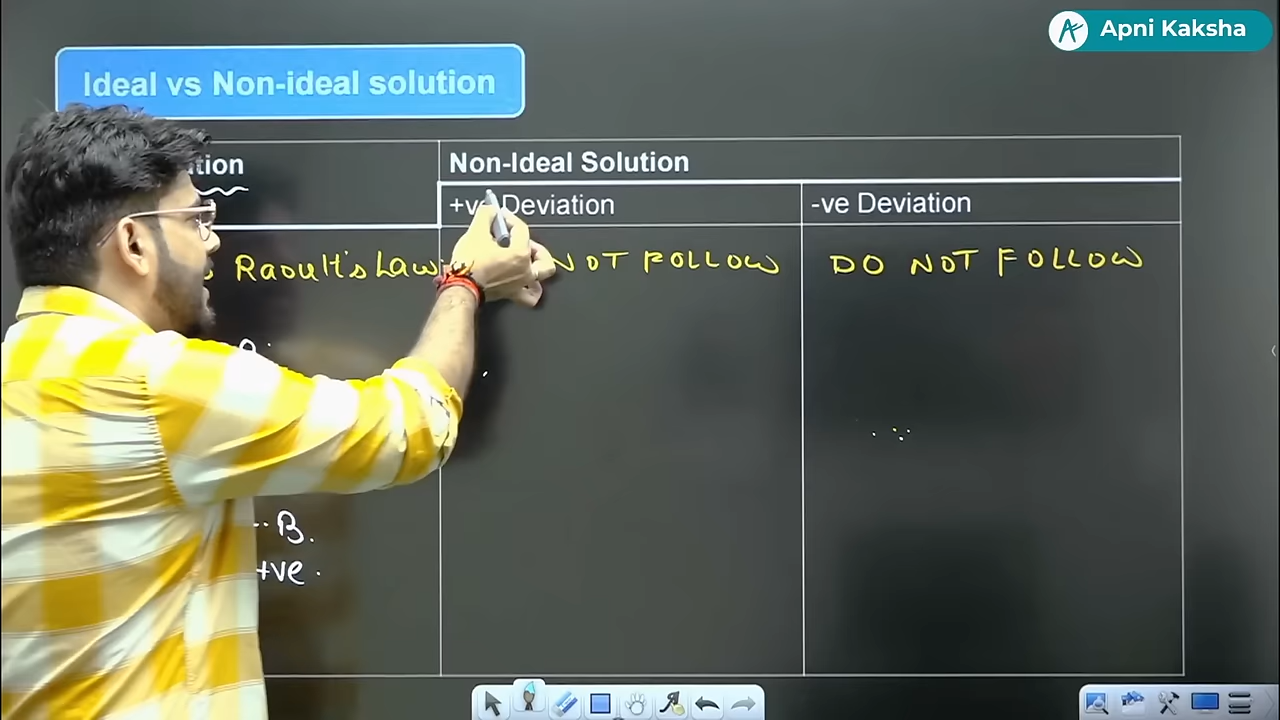 Apni Kaksha
Ideal vs Non-ideal solution
Non-Ideal Solution
Deviation
-ve Deviation
Raoult's Law
NOT FOLLOW
DO NOT FOLLOW
B.
+ve.